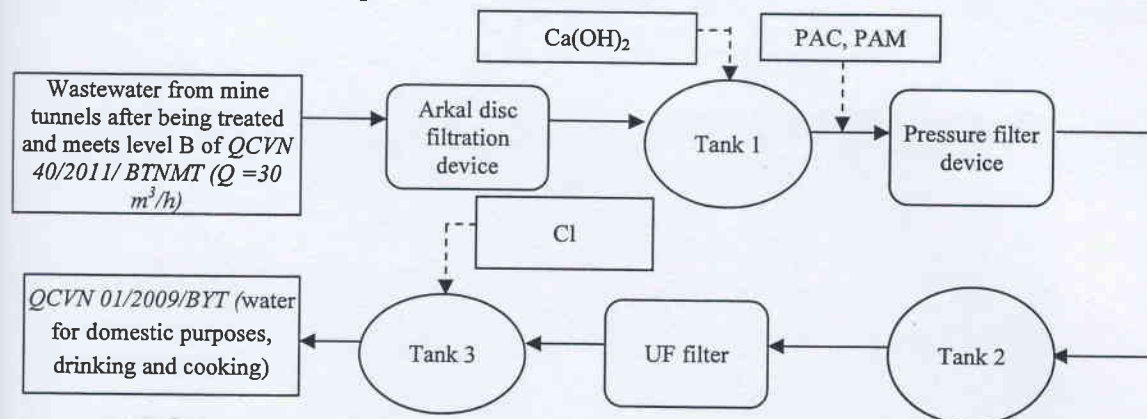 Ca(OH)₂
PAC, PAM
Wastewater from mine
tunnels after being treated
and meets level B of QCVN
40/2011/ BTNMT (Q =30
m³/h)
Arkal disc
filtration
device
Tank 1
Pressure filter
device
Cl
QCVN 01/2009/BYT (water
for domestic purposes,
drinking and cooking)
Tank 3
UF filter
Tank 2